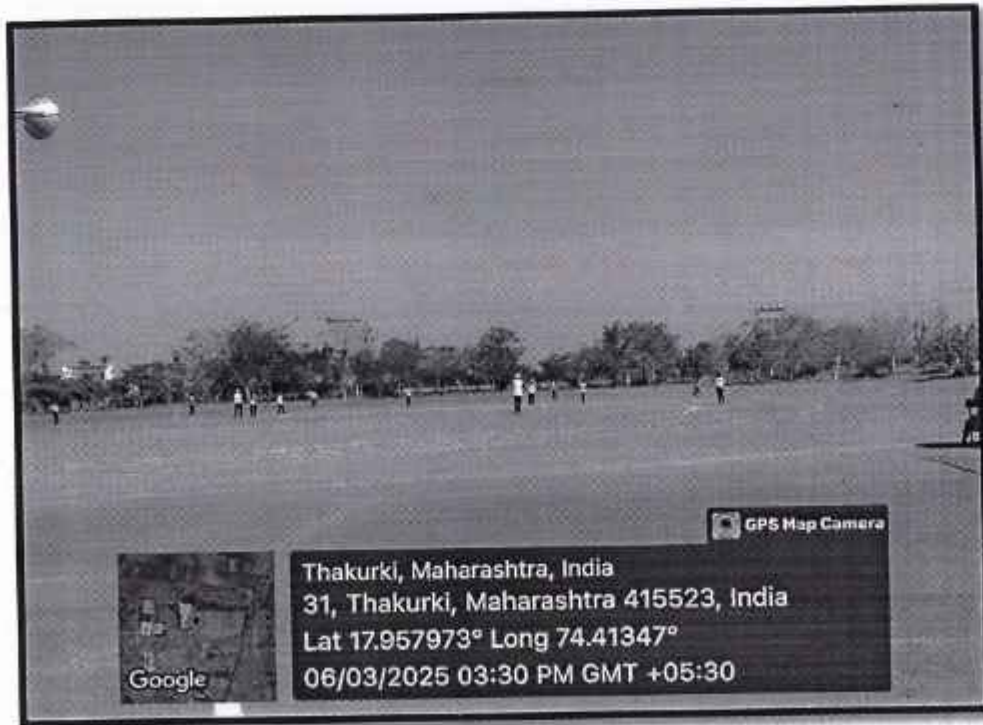 GPS Map Camera
Thakurki, Maharashtra, India
31, Thakurki, Maharashtra 415523, India
Lat 17.957973° Long 74.41347°
06/03/2025 03:30 PM GMT +05:30
Google